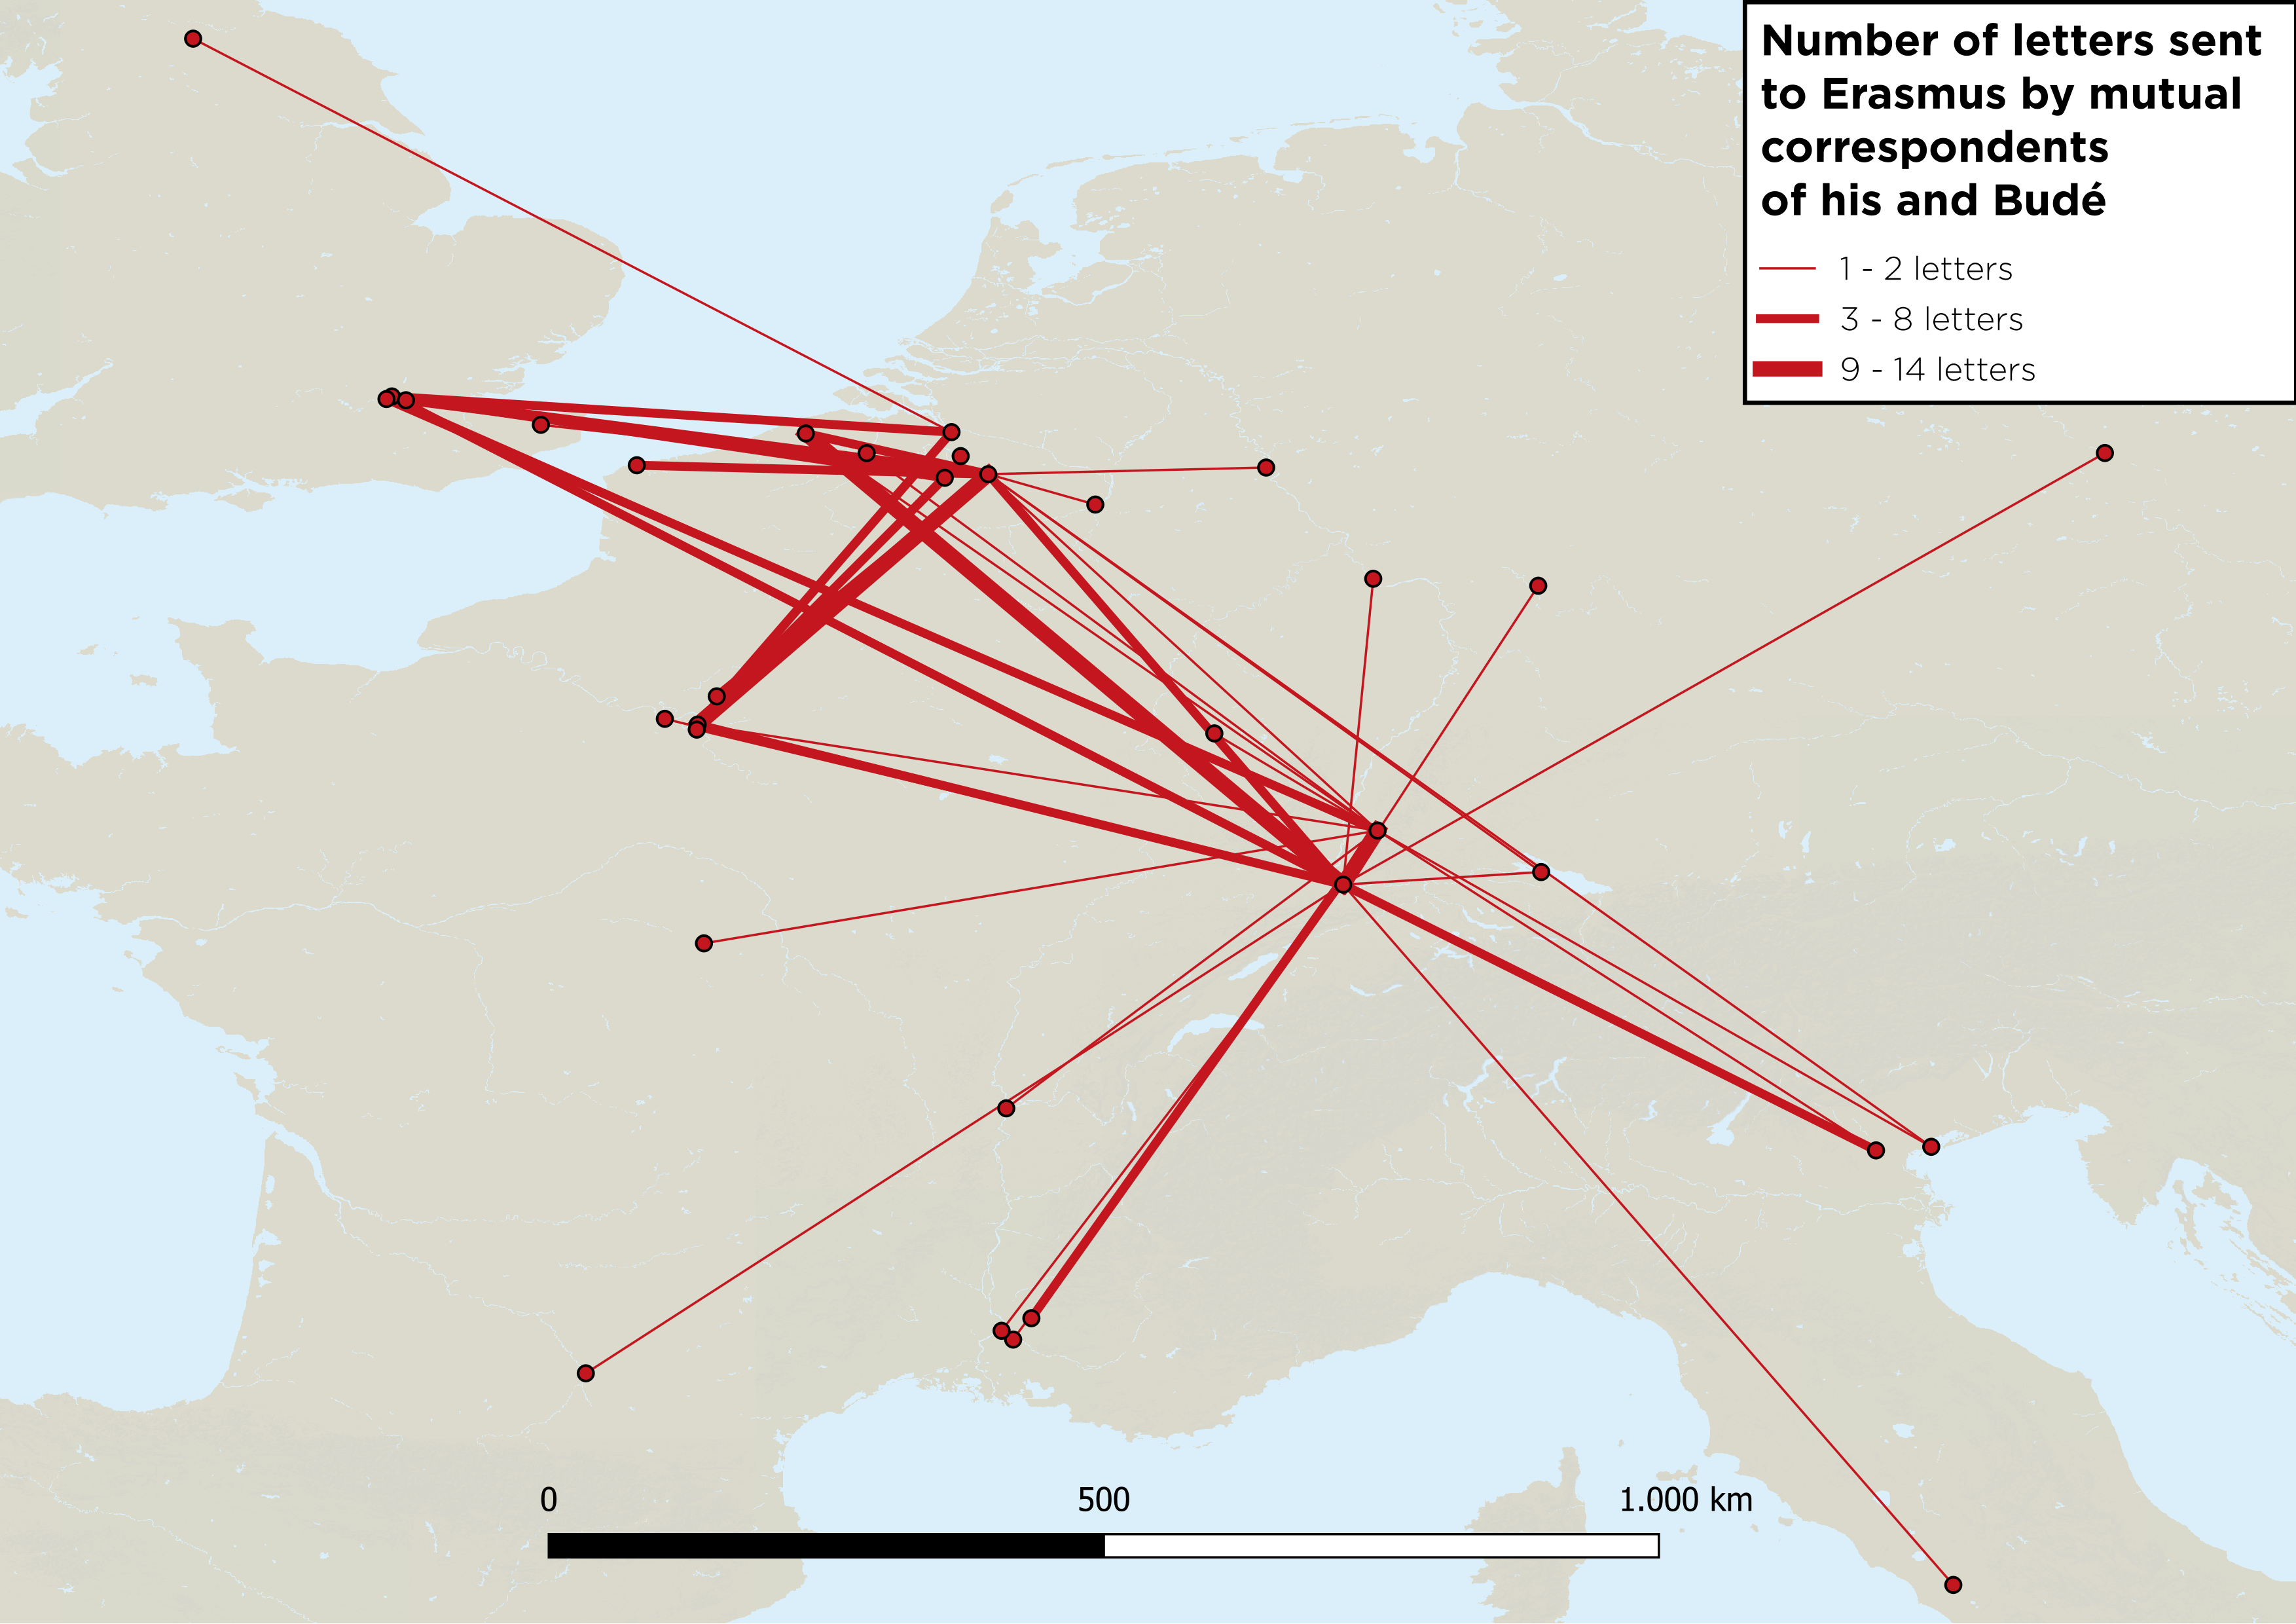 Number of letters sent
to Erasmus by mutual
correspondents
of his and Budé
1 - 2 letters
3 - 8 letters
9 - 14 letters
0 500 1.000 km